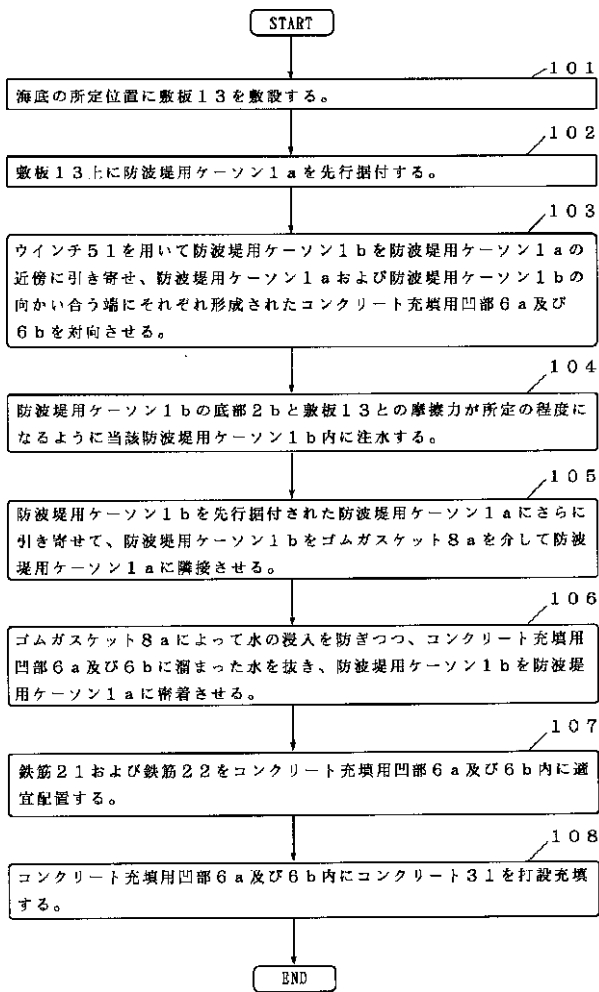 START
101
海底の所定位置に敷板13を敷設する。
102
敷板13上に防波堤用ケーソン1aを先行据付する。
103
ウインチ51を用いて防波堤用ケーソン1bを防波堤用ケーソン1aの
近傍に引き寄せ、防波堤用ケーソン1aおよび防波堤用ケーソン1bの
向かい合う端にそれぞれ形成されたコンクリート充填用凹部6a及び
6bを対向させる。
104
防波堤用ケーソン1bの底部2bと敷板13との摩擦力が所定の程度に
なるように当該防波堤用ケーソン1b内に注水する。
105
防波堤用ケーソン1bを先行据付された防波堤用ケーソン1aにさらに
引き寄せて、防波堤用ケーソン1bをゴムガスケット8aを介して防波
堤用ケーソン1aに隣接させる。
106
ゴムガスケット8aによって水の浸入を防ぎつつ、コンクリート充填用
凹部6a及び6bに溜まった水を抜き、防波堤用ケーソン1bを防波堤
用ケーソン1aに密着させる。
107
鉄筋21および鉄筋22をコンクリート充填用凹部6a及び6b内に適
宜配置する。
108
コンクリート充填用凹部6a及び6b内にコンクリート31を打設充填
する。
END